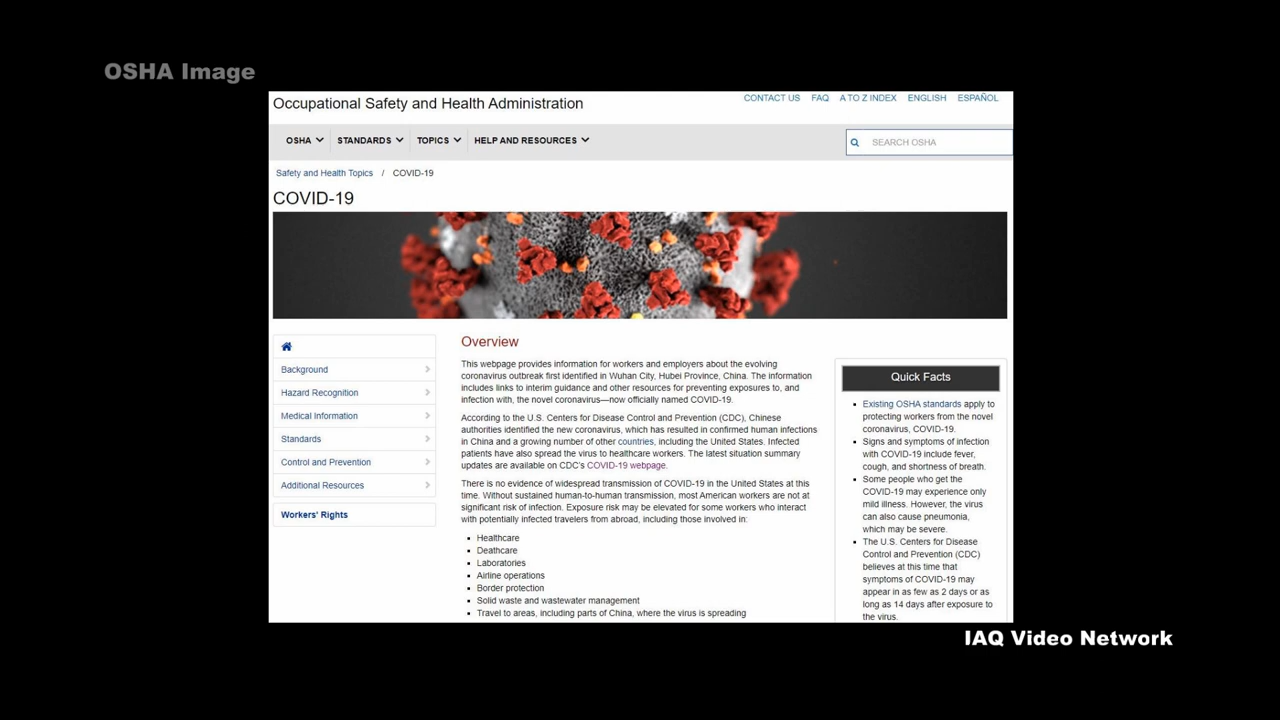 OSHA Image
Occupational Safety and Health Administration
CONTACT US FAQ A TO Z INDEX ENGLISH ESPAÑOL
OSHA STANDARDS TOPICS HELP AND RESOURCES
SEARCH OSHA
Safety and Health Topics / COVID-19
COVID-19
Background
Hazard Recognition
Medical Information
Standards
Control and Prevention
Additional Resources
Workers' Rights
Overview
This webpage provides information for workers and employers about the evolving
coronavirus outbreak first identified in Wuhan City, Hubei Province, China. The information
includes links to interim guidance and other resources for preventing exposures to, and
infection with, the novel coronavirus—now officially named COVID-19.
According to the U.S. Centers for Disease Control and Prevention (CDC), Chinese
authorities identified the new coronavirus, which has resulted in confirmed human infections
in China and a growing number of other countries, including the United States. Infected
patients have also spread the virus to healthcare workers. The latest situation summary
updates are available on CDC's COVID-19 webpage.
There is no evidence of widespread transmission of COVID-19 in the United States at this
time. Without sustained human-to-human transmission, most American workers are not at
significant risk of infection. Exposure risk may be elevated for some workers who interact
with potentially infected travelers from abroad, including those involved in:
Healthcare
Deathcare
Laboratories
Airline operations
Border protection
Solid waste and wastewater management
Travel to areas, including parts of China, where the virus is spreading
Quick Facts
Existing OSHA standards apply to
protecting workers from the novel
coronavirus, COVID-19.
Signs and symptoms of infection
with COVID-19 include fever,
cough, and shortness of breath.
Some people who get the
COVID-19 may experience only
mild illness. However, the virus
can also cause pneumonia,
which may be severe.
The U.S. Centers for Disease
Control and Prevention (CDC)
believes at this time that
symptoms of COVID-19 may
appear in as few as 2 days or as
long as 14 days after exposure to
the virus.
IAQ Video Network